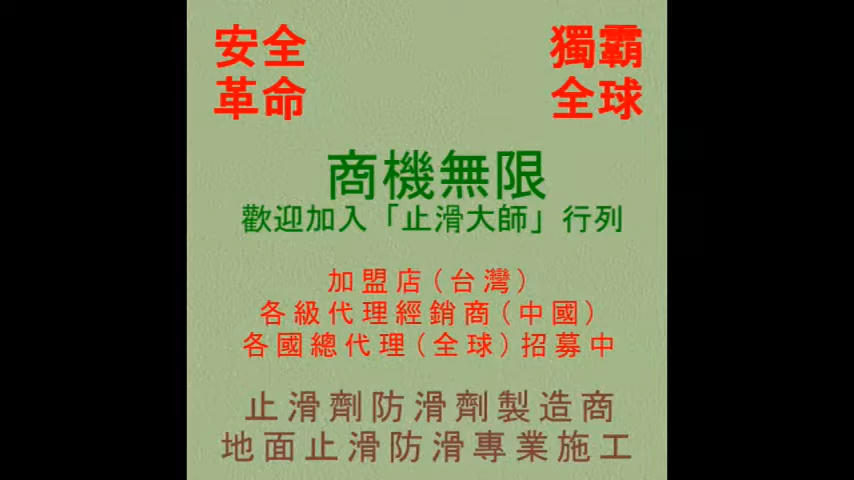 安全 獨霸
革命 全球
商機無限
歡迎加入「止滑大師」行列
加盟店(台灣)
各級代理經銷商(中國)
各國總代理(全球)招募中
止滑劑防滑劑製造商
地面止滑防滑專業施工